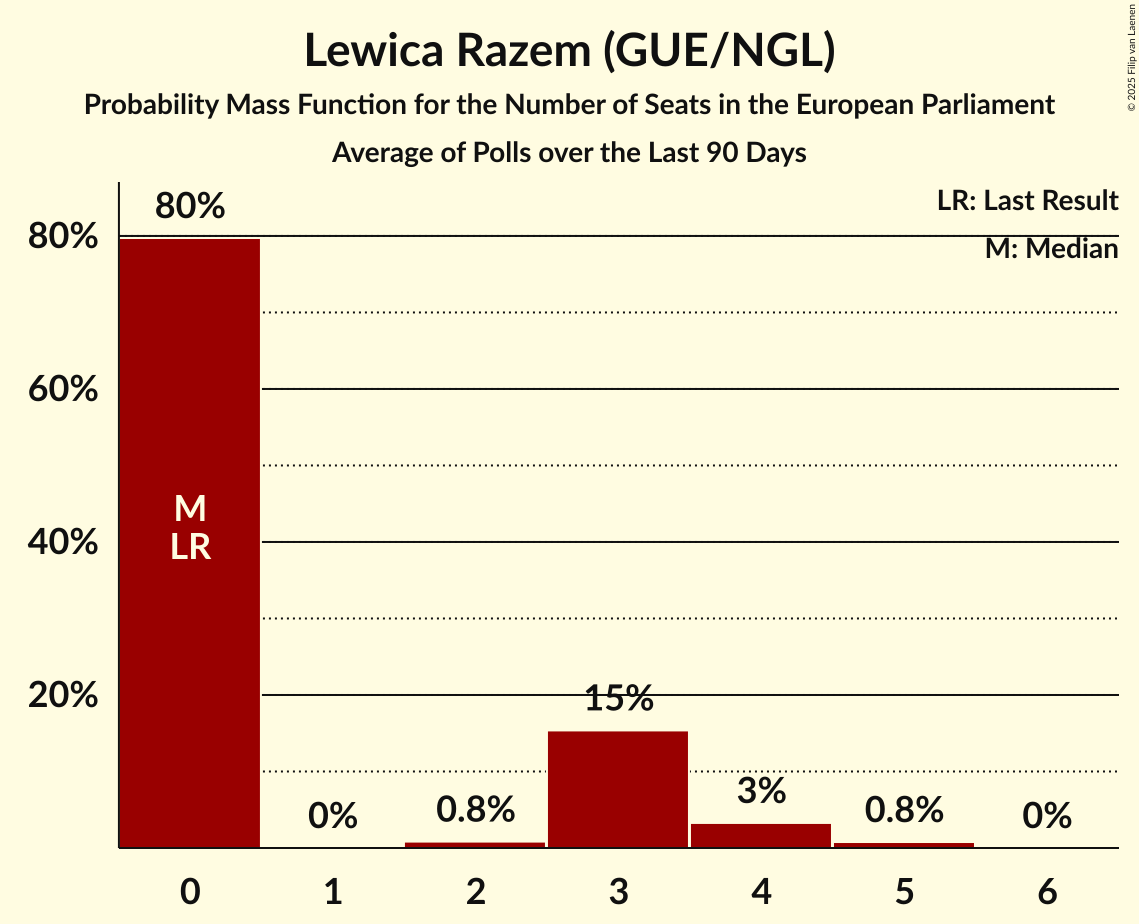 Lewica Razem (GUE/NGL)
Probability Mass Function for the Number of Seats in the European Parliament
Average of Polls over the Last 90 Days
© 2025 Filip van Laenen
LR: Last Result
M: Median
80%
60%
40%
20%
80%
M
LR
0%
0.8%
15%
3%
0.8%
0%
0 1 2 3 4 5 6